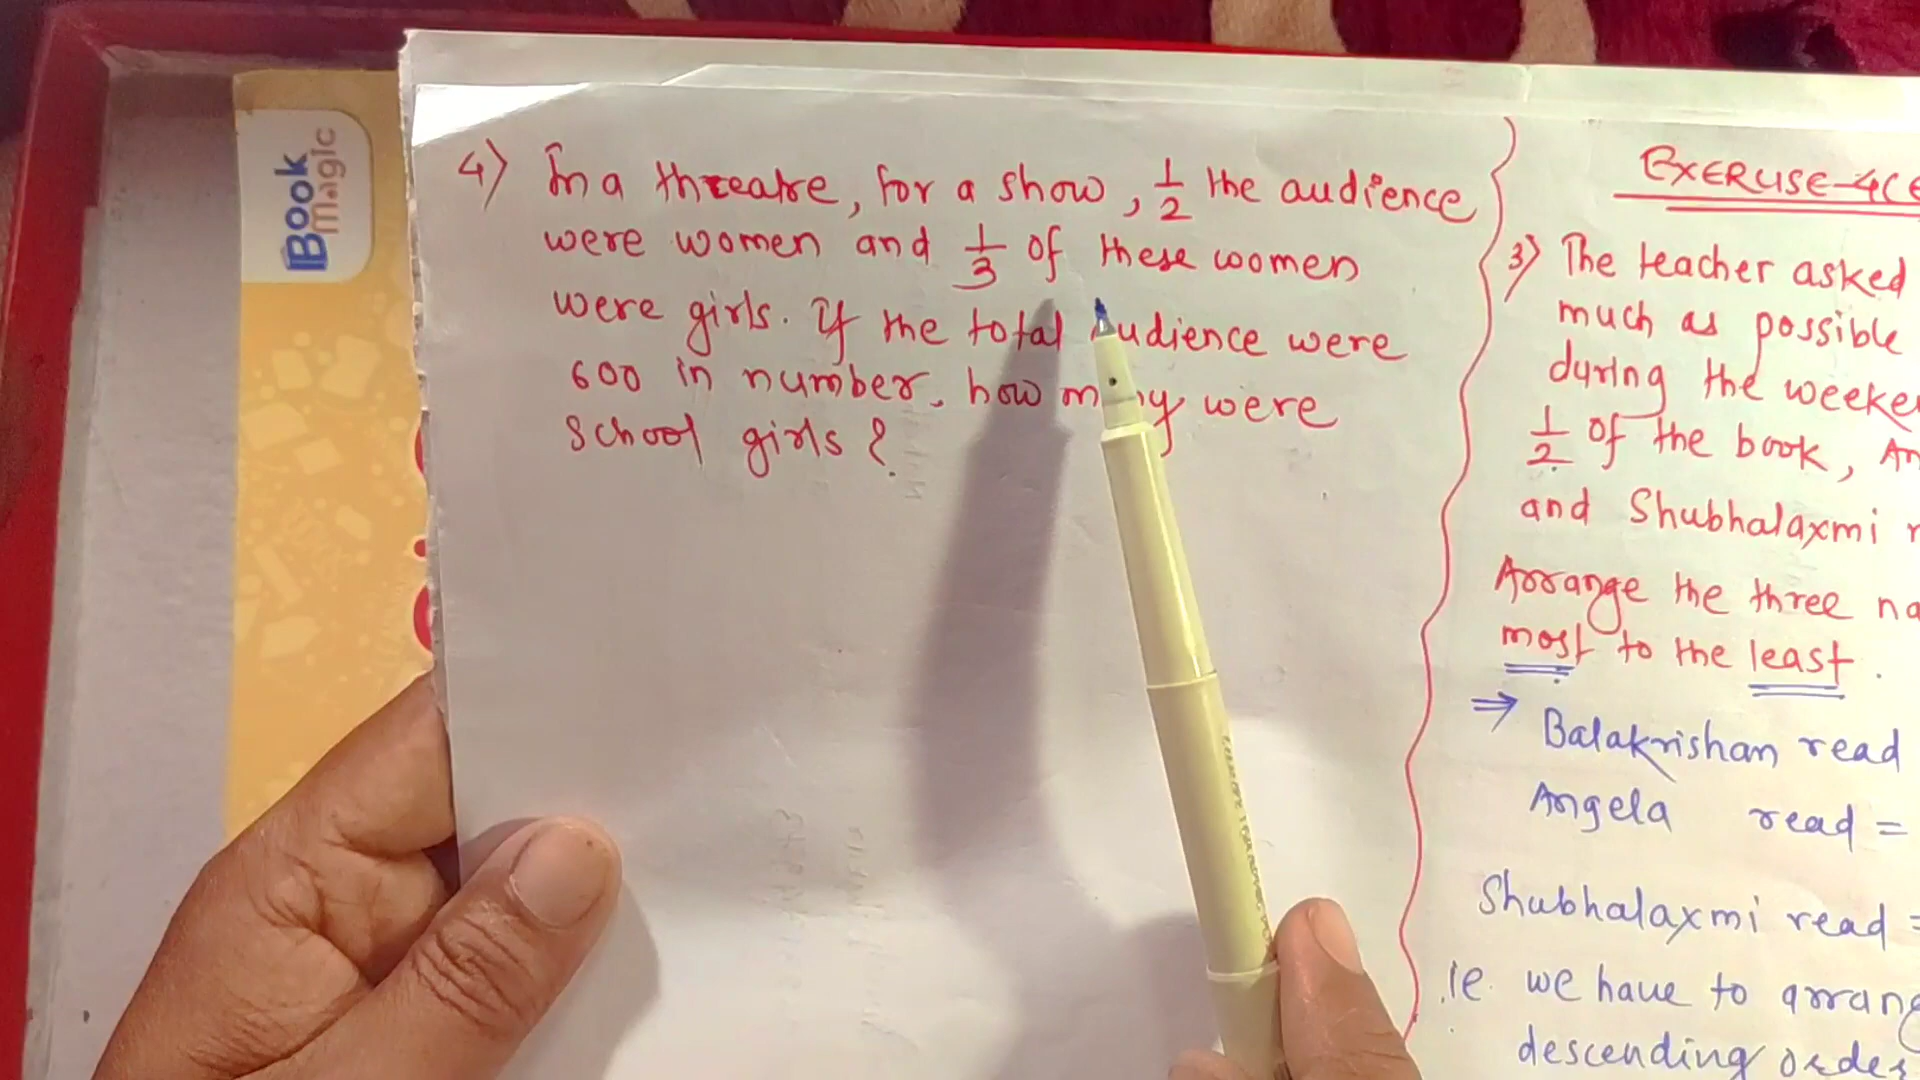 Book
Magic
4) In a threatre, for a show, 1/2 the audience
were women and 1/3 of these women
were girls. If the total audience were
600 in number, how many were
school girls?
EXERCISE-4(C
3) The teacher asked
much as possible
during the weeke
1/2 of the book, An
and Shubhalaxmi r
Arrange the three na
most to the least.
⇒ Balakrishan read
Angela read =
Shubhalaxmi read =
.ie. we have to arrang
descending order